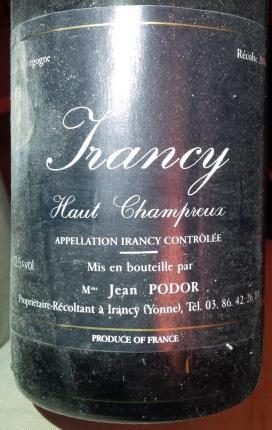 Récolte
Irancy
Haut Champreux
APPELLATION IRANCY CONTRÔLÉE
Mis en bouteille par
Mme Jean PODOR
Propriétaire-Récoltant à Irancy (Yonne), Tel. 03. 86. 42.
PRODUCE OF FRANCE